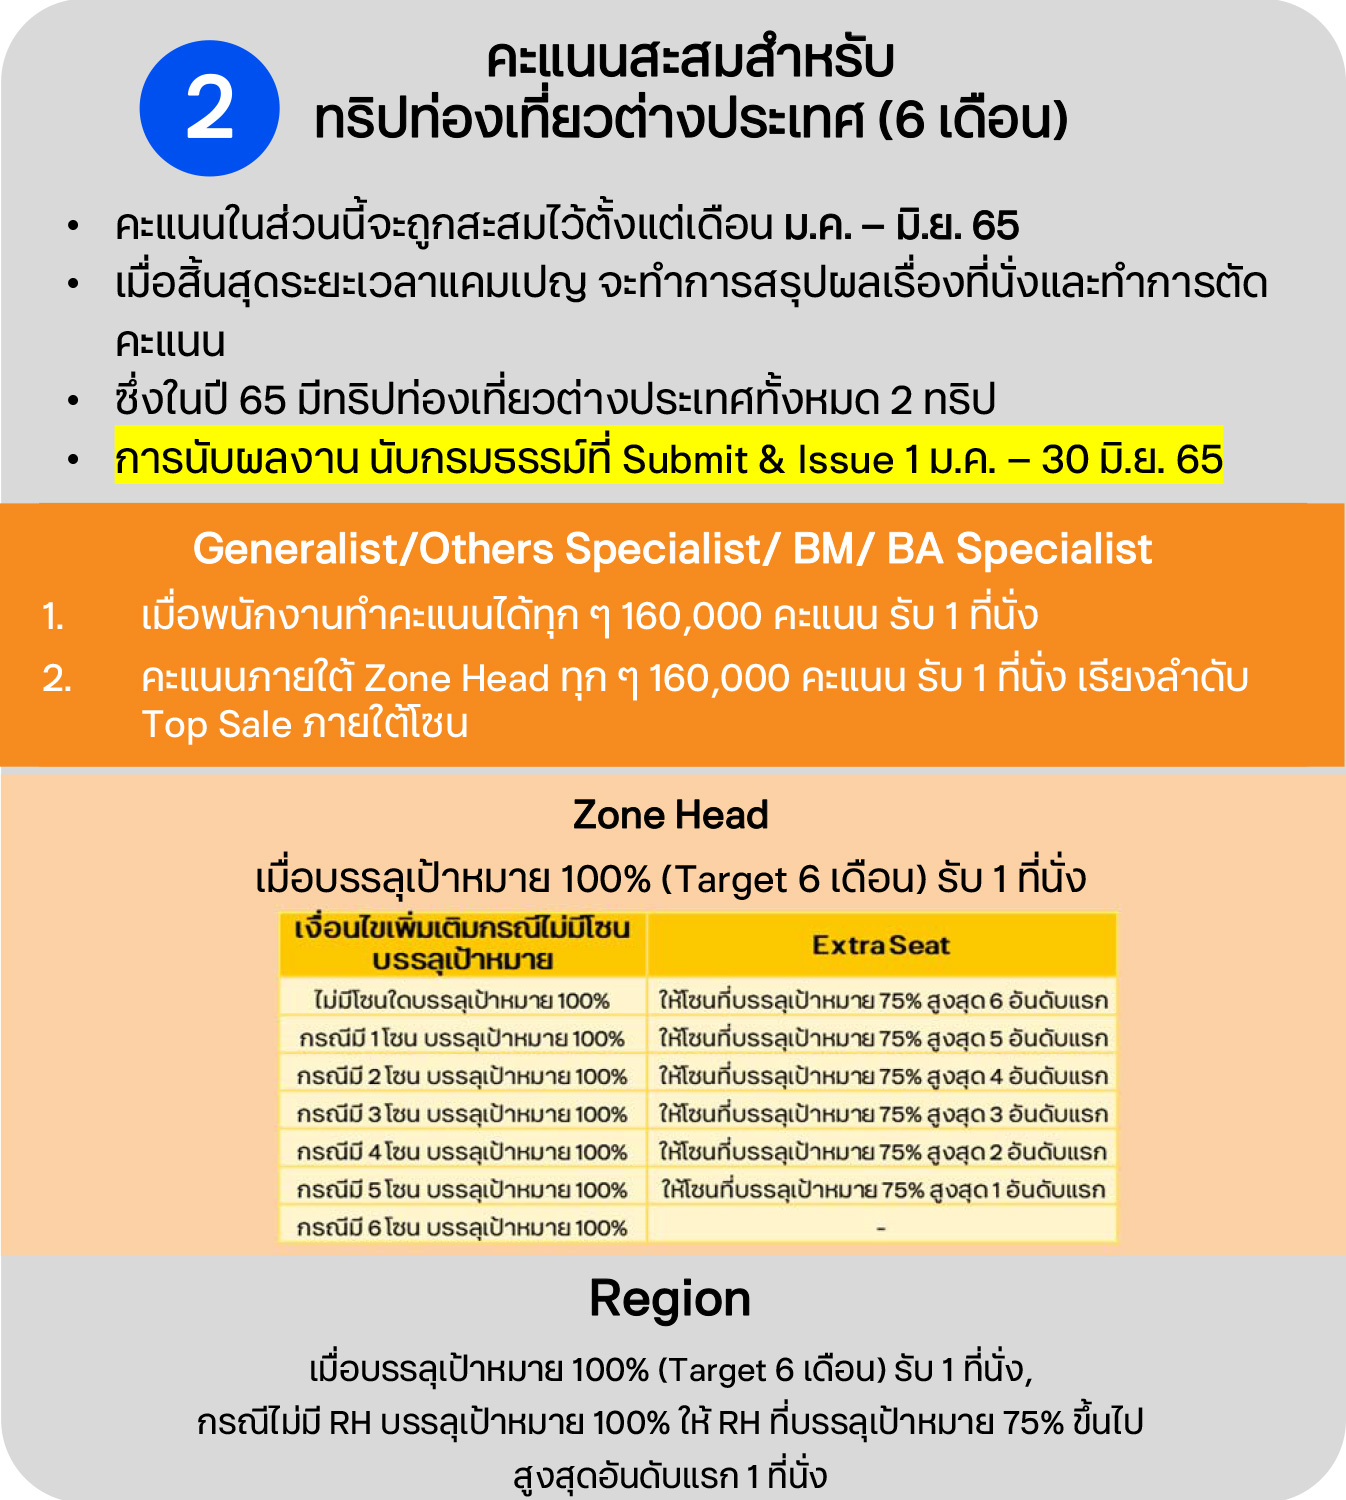 2
คะแนนสะสมสำหรับ
ทริปท่องเที่ยวต่างประเทศ (6 เดือน)
• คะแนนในส่วนนี้จะถูกสะสมไว้ตั้งแต่เดือน ม.ค. – มิ.ย. 65
• เมื่อสิ้นสุดระยะเวลาแคมเปญ จะทำการสรุปผลเรื่องที่นั่งและทำการตัด
คะแนน
• ซึ่งในปี 65 มีทริปท่องเที่ยวต่างประเทศทั้งหมด 2 ทริป
• การนับผลงาน นับกรมธรรม์ที่ Submit & Issue 1 ม.ค. – 30 มิ.ย. 65
Generalist/Others Specialist/ BM/ BA Specialist
1. เมื่อพนักงานทำคะแนนได้ทุก ๆ 160,000 คะแนน รับ 1 ที่นั่ง
2. คะแนนภายใต้ Zone Head ทุก ๆ 160,000 คะแนน รับ 1 ที่นั่ง เรียงลำดับ
Top Sale ภายใต้โซน
Zone Head
เมื่อบรรลุเป้าหมาย 100% (Target 6 เดือน) รับ 1 ที่นั่ง
เงื่อนไขเพิ่มเติมกรณีไม่มีโซน
บรรลุเป้าหมาย
Extra Seat
ไม่มีโซนใดบรรลุเป้าหมาย 100% ให้โซนที่บรรลุเป้าหมาย 75% สูงสุด 6 อันดับแรก
กรณีมี 1 โซน บรรลุเป้าหมาย 100% ให้โซนที่บรรลุเป้าหมาย 75% สูงสุด 5 อันดับแรก
กรณีมี 2 โซน บรรลุเป้าหมาย 100% ให้โซนที่บรรลุเป้าหมาย 75% สูงสุด 4 อันดับแรก
กรณีมี 3 โซน บรรลุเป้าหมาย 100% ให้โซนที่บรรลุเป้าหมาย 75% สูงสุด 3 อันดับแรก
กรณีมี 4 โซน บรรลุเป้าหมาย 100% ให้โซนที่บรรลุเป้าหมาย 75% สูงสุด 2 อันดับแรก
กรณีมี 5 โซน บรรลุเป้าหมาย 100% ให้โซนที่บรรลุเป้าหมาย 75% สูงสุด 1 อันดับแรก
กรณีมี 6 โซน บรรลุเป้าหมาย 100% -
Region
เมื่อบรรลุเป้าหมาย 100% (Target 6 เดือน) รับ 1 ที่นั่ง,
กรณีไม่มี RH บรรลุเป้าหมาย 100% ให้ RH ที่บรรลุเป้าหมาย 75% ขึ้นไป
สูงสุดอันดับแรก 1 ที่นั่ง